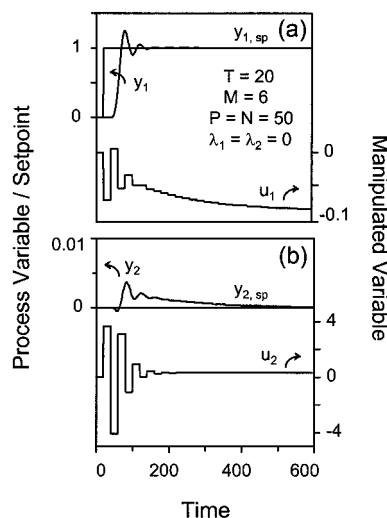 (a)
y1, sp
1
y1
T = 20
M = 6
P = N = 50
λ1 = λ2 = 0
0
0
u1
-0.1
0.01
(b)
y2
y2, sp
0
4
u2
0
-4
0 200 400 600
Time
Process Variable / Setpoint
Manipulated Variable